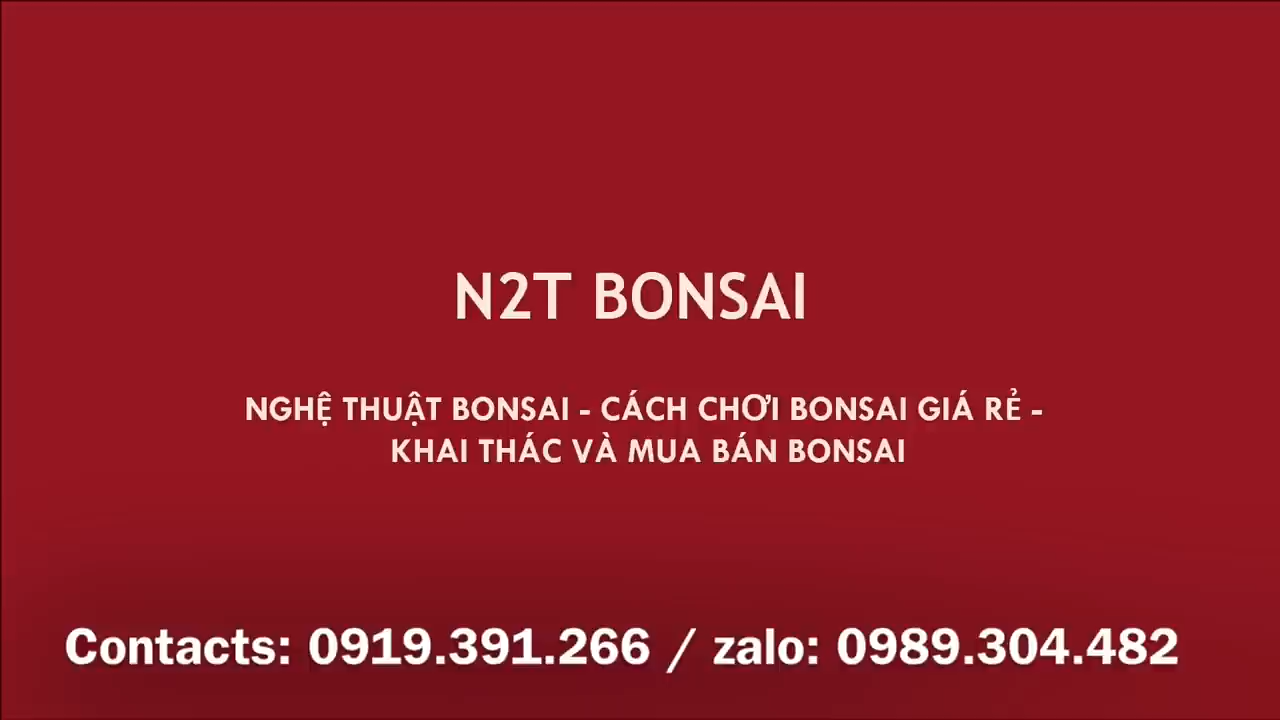 N2T BONSAI
NGHỆ THUẬT BONSAI - CÁCH CHƠI BONSAI GIÁ RẺ -
KHAI THÁC VÀ MUA BÁN BONSAI
Contacts: 0919.391.266 / zalo: 0989.304.482